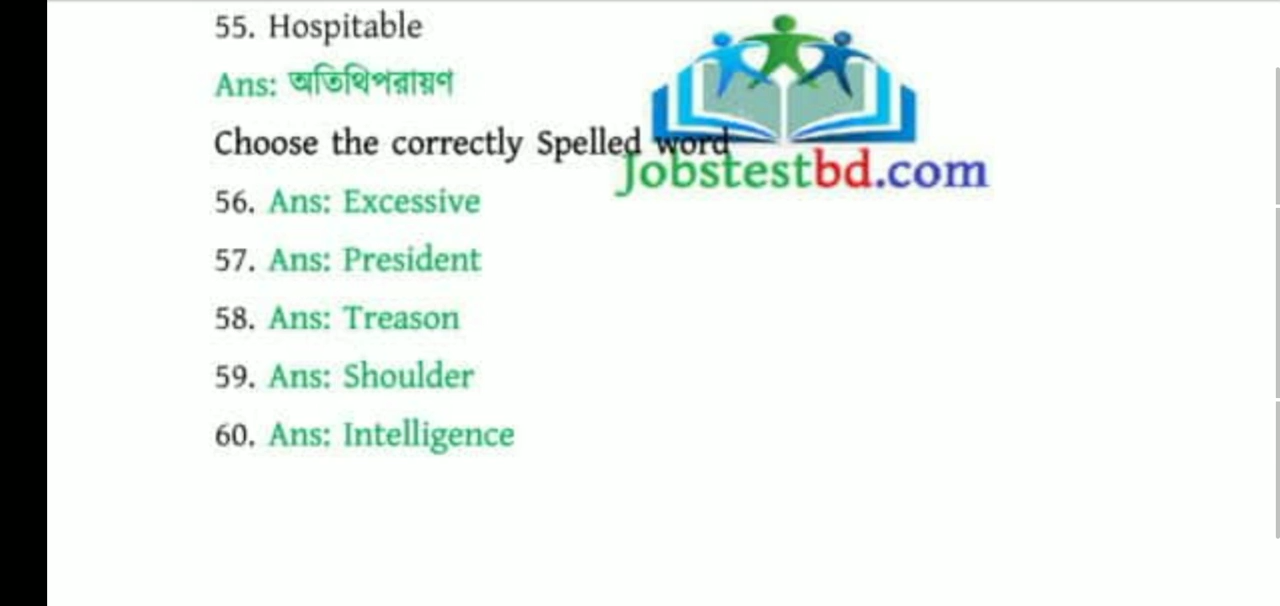 55. Hospitable
Ans: অতিথিপরায়ণ
Choose the correctly Spelled word
Jobstestbd.com
56. Ans: Excessive
57. Ans: President
58. Ans: Treason
59. Ans: Shoulder
60. Ans: Intelligence